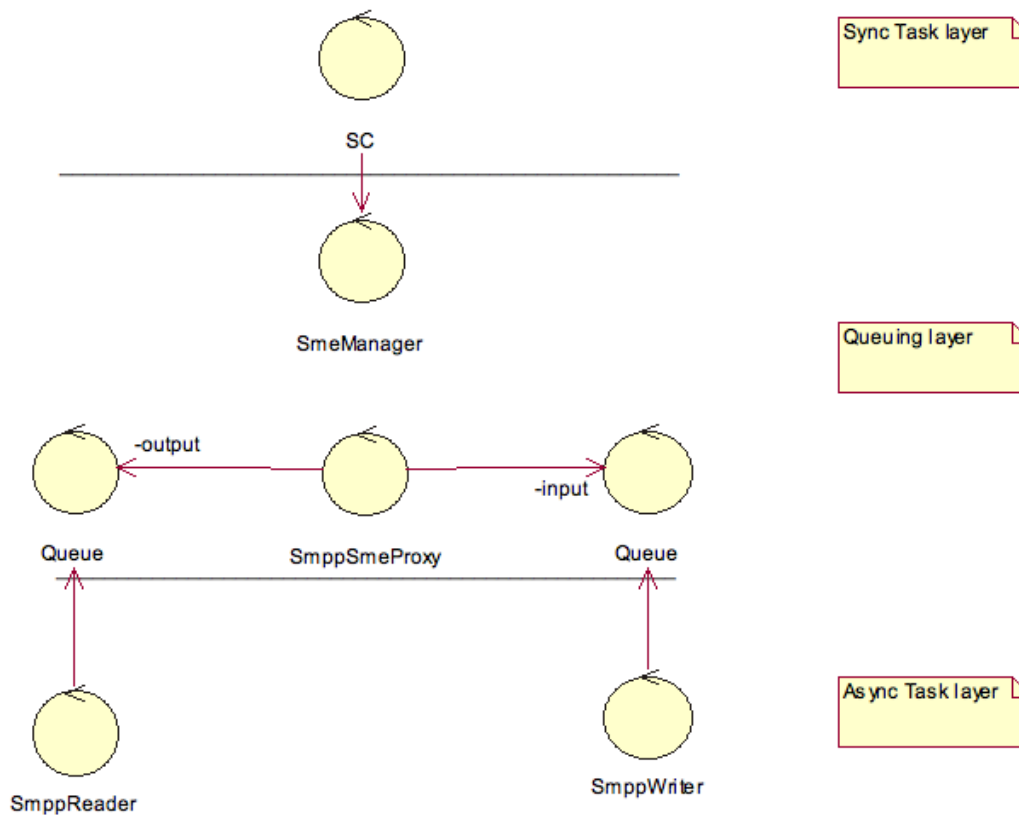 Sync Task layer
SC
SmeManager
Queuing layer
-output
-input
Queue
SmppSmeProxy
Queue
Async Task layer
SmppReader
SmppWriter